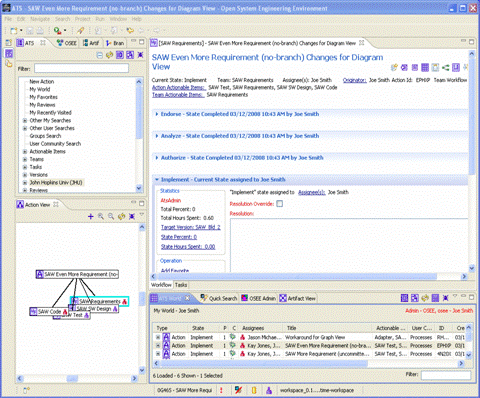 ATS - SAW Even More Requirement (no-branch) Changes for Diagram View - Open System Engineering Environment
File Edit Navigate Search Project Run Window Help
ATS
OSEE
Artif
Bran
Filter:
New Action
My World
My Favorites
My Reviews
My Recently Visited
Other My Searches
Other User Searches
Groups Search
User Community Search
Actionable Items
Teams
Tasks
Versions
John Hopkins Univ (JHU)
Reviews
Action View
SAW Even More Requirement (no-
SAW Requirements
SAW SW Design
SAW Code
SAW Test
[SAW Requirements] - SAW Even More Requirement (no-branch) Changes for Diagram View
SAW Even More Requirement (no-branch) Changes for Diagram
View
Current State: Implement Team: SAW Requirements Assignee(s): Joe Smith Originator: Joe Smith Action Id: EPHIP Team Workflow
Action Actionable Items: SAW Test, SAW Requirements, SAW SW Design, SAW Code
Team Actionable Items: SAW Requirements
Endorse - State Completed 03/12/2008 10:43 AM by Joe Smith
Analyze - State Completed 03/12/2008 10:43 AM by Joe Smith
Authorize - State Completed 03/12/2008 10:43 AM by Joe Smith
Implement - Current State assigned to Joe Smith
Statistics
AtsAdmin
Total Percent: 0
Total Hours Spent: 0.60
Target Version: SAW_Bld_2
State Percent: 0
State Hours Spent: 0.00
Operation
Add Favorite
"Implement" state assigned to Assignee(s): Joe Smith
Resolution Override:
Resolution:
Workflow Tasks
ATS World
Quick Search
OSEE Admin
Artifact View
My World - Joe Smith
Admin - OSEE, osee - Joe Smith
Type State P C Assignees Title Actionable ... User C... ID Cre
Action Action 1 Jason Michae... Workaround for Graph View Adapter, SAW... Processes RH... 03/1
Action Action 1 Kay Jones, J... SAW Even More Requirement (no-branch)... SAW Test, S... Processes EPHIP 03/1
Action Action 1 Kay Jones, J... SAW More Requirement (uncommitte... SAW Test, S... Processes 03/1
6 Loaded - 6 Shown - 1 Selected
Filter:
0G46S - SAW More Requi
workspace_0.1....time-workspace